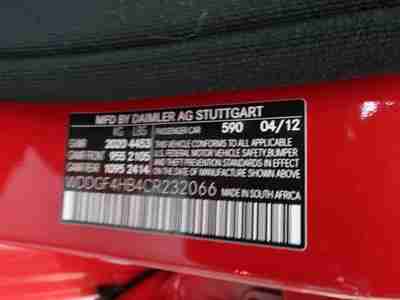 MFD BY DAIMLER AG STUTTGART
KG LBS PASSENGER CAR 590 04/12
GVWR 2020 4453 THIS VEHICLE CONFORMS TO ALL APPLICABLE
GAWR FRONT 955 2105 U.S. FEDERAL MOTOR VEHICLE SAFETY, BUMPER
GAWR REAR 1095 2414 AND THEFT PREVENTION STANDARDS IN EFFECT ON THE DATE OF MANUFACTURE SHOWN ABOVE
WDDGF4HB4CR232066 MADE IN SOUTH AFRICA